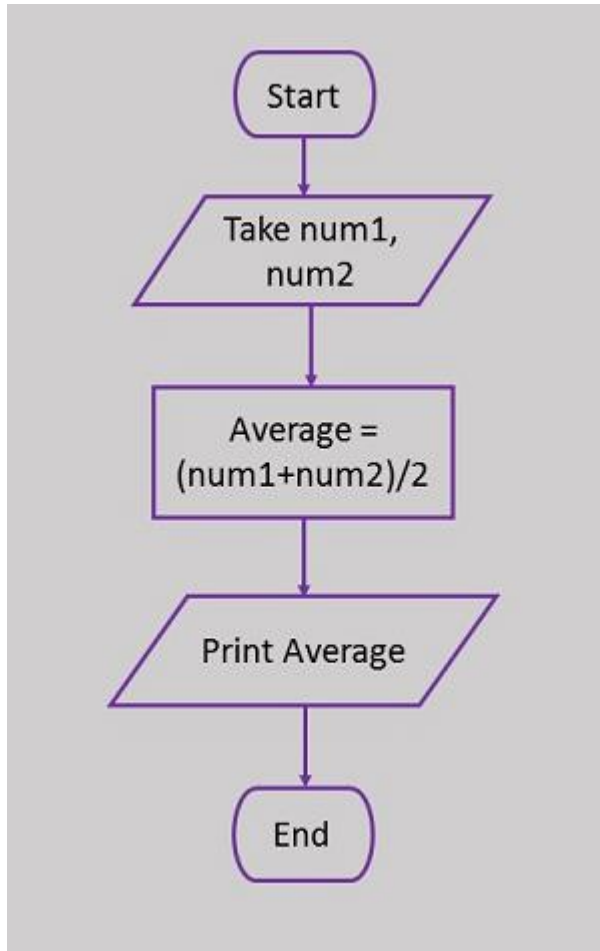 Start
Take num1,
num2
Average =
(num1+num2)/2
Print Average
End